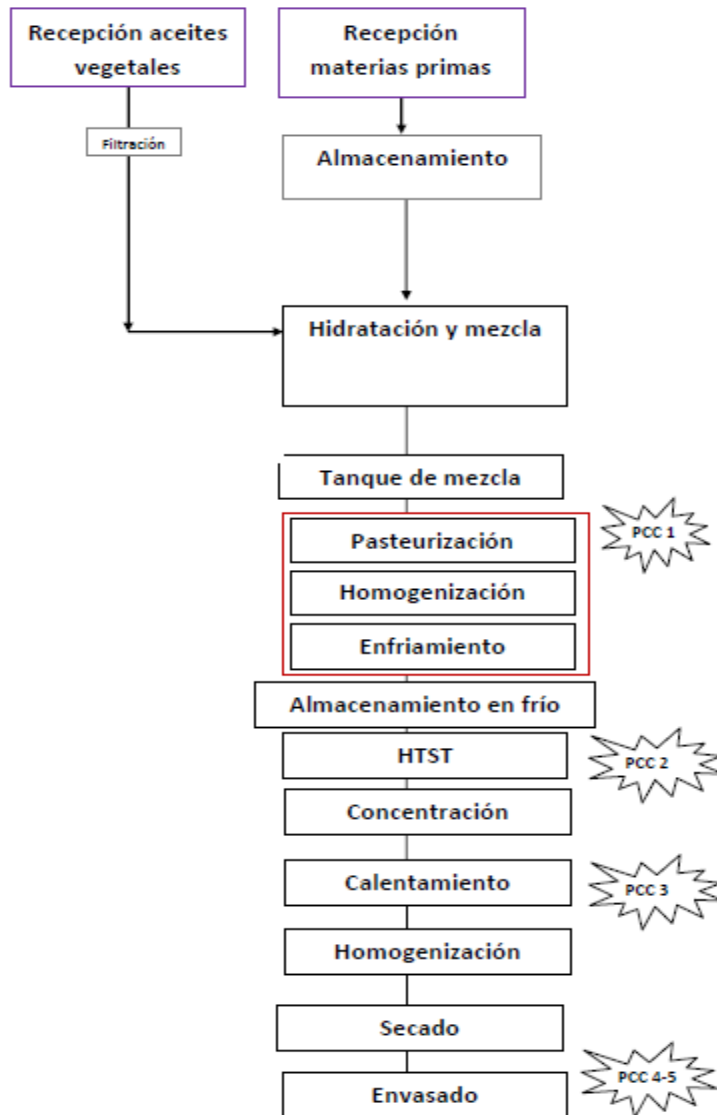 Recepción aceites
vegetales
Recepción
materias primas
Filtración
Almacenamiento
Hidratación y mezcla
Tanque de mezcla
PCC 1
Pasteurización
Homogenización
Enfriamiento
Almacenamiento en frío
HTST
PCC 2
Concentración
Calentamiento
PCC 3
Homogenización
Secado
PCC 4-5
Envasado